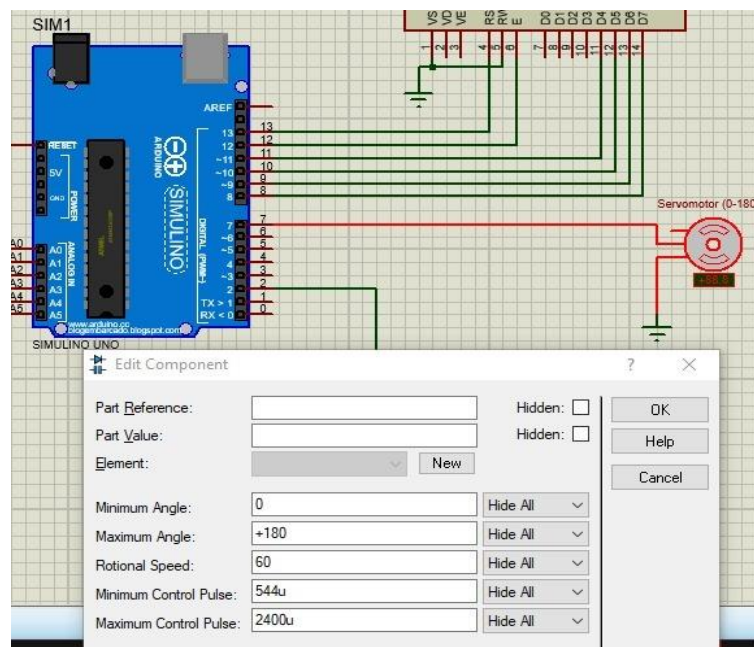 SIM1
VS
VD
VE
RS
RW
E
D0
D1
D2
D3
D4
D5
D6
D7
1
2
3
4
5
6
7
8
9
10
11
12
13
14
AREF
13
12
~11
~10
~9
8
13
12
11
10
9
8
RESET
5V
GND
POWER
ARDUINO
SIMULINO
DIGITAL (PWM~)
7
~6
~5
4
~3
2
TX > 1
RX < 0
7
6
5
4
3
2
1
0
A0
A1
A2
A3
A4
A5
A0
A1
A2
A3
A4
A5
ANALOG IN
www.arduino.cc
blogembarcado.blogspot.com
SIMULINO UNO
Servomotor (0-180
Edit Component
? ×
Part Reference: Hidden: OK
Part Value: Hidden: Help
Element: New Cancel
Minimum Angle: 0 Hide All
Maximum Angle: +180 Hide All
Rotional Speed: 60 Hide All
Minimum Control Pulse: 544u Hide All
Maximum Control Pulse: 2400u Hide All